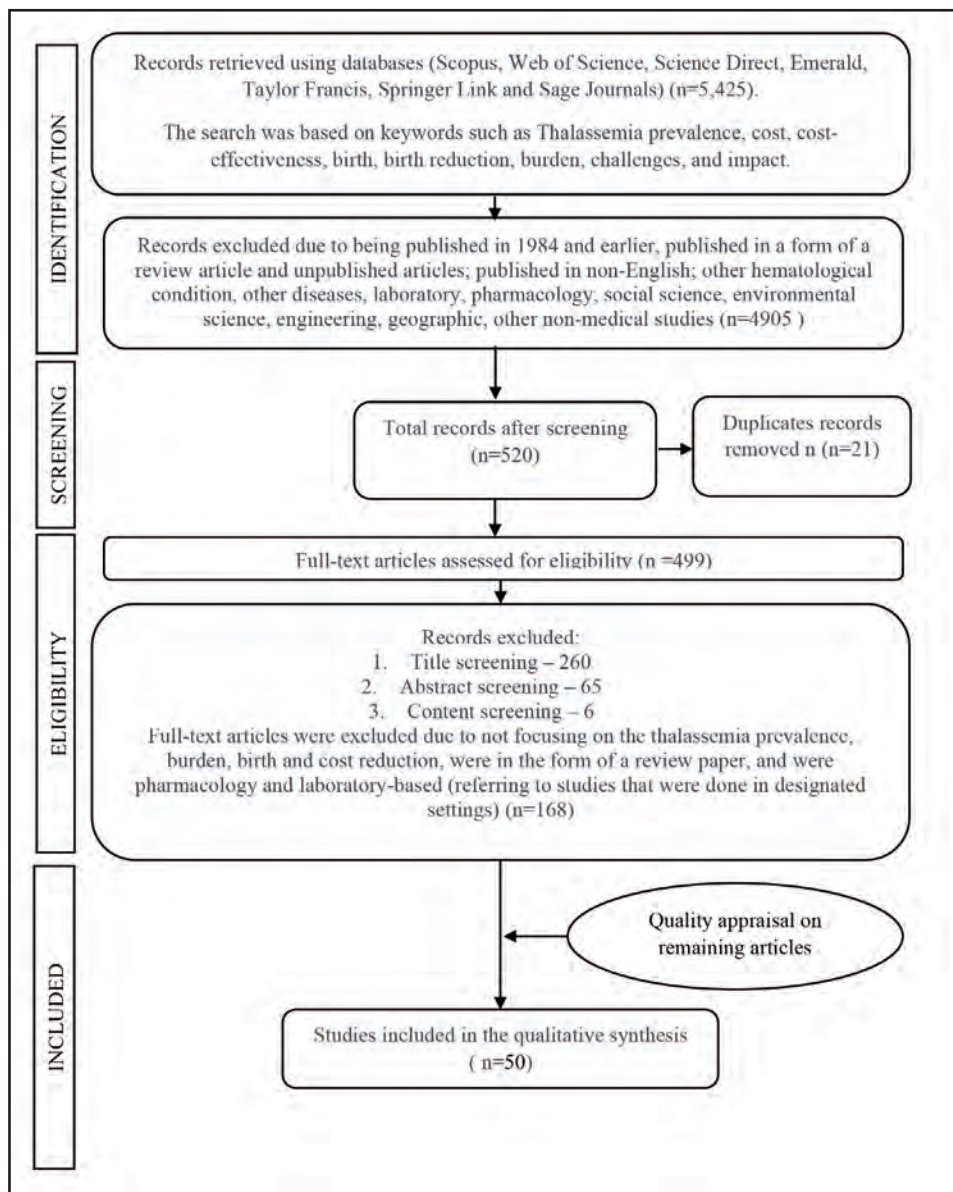 IDENTIFICATION
Records retrieved using databases (Scopus, Web of Science, Science Direct, Emerald,
Taylor Francis, Springer Link and Sage Journals) (n=5,425).
The search was based on keywords such as Thalassemia prevalence, cost, cost-
effectiveness, birth, birth reduction, burden, challenges, and impact.
Records excluded due to being published in 1984 and earlier, published in a form of a
review article and unpublished articles; published in non-English; other hematological
condition, other diseases, laboratory, pharmacology, social science, environmental
science, engineering, geographic, other non-medical studies (n=4905 )
SCREENING
Total records after screening
(n=520)
Duplicates records
removed n (n=21)
ELIGIBILITY
Full-text articles assessed for eligibility (n =499)
Records excluded:
1. Title screening – 260
2. Abstract screening – 65
3. Content screening – 6
Full-text articles were excluded due to not focusing on the thalassemia prevalence,
burden, birth and cost reduction, were in the form of a review paper, and were
pharmacology and laboratory-based (referring to studies that were done in designated
settings) (n=168)
INCLUDED
Quality appraisal on
remaining articles
Studies included in the qualitative synthesis
( n=50)